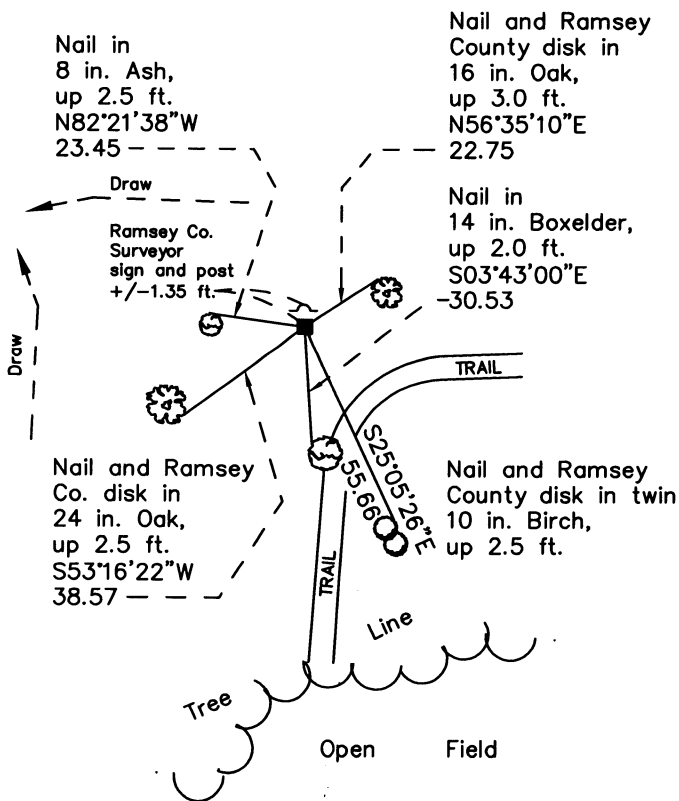 Nail in
8 in. Ash,
up 2.5 ft.
N82°21'38"W
23.45
Nail and Ramsey
County disk in
16 in. Oak,
up 3.0 ft.
N56°35'10"E
22.75
Draw
Ramsey Co.
Surveyor
sign and post
+/-1.35 ft.
Nail in
14 in. Boxelder,
up 2.0 ft.
S03°43'00"E
30.53
Draw
TRAIL
S25°05'26"E
55.66
Nail and Ramsey
Co. disk in
24 in. Oak,
up 2.5 ft.
S53°16'22"W
38.57
Nail and Ramsey
County disk in twin
10 in. Birch,
up 2.5 ft.
TRAIL
Tree Line
Open Field